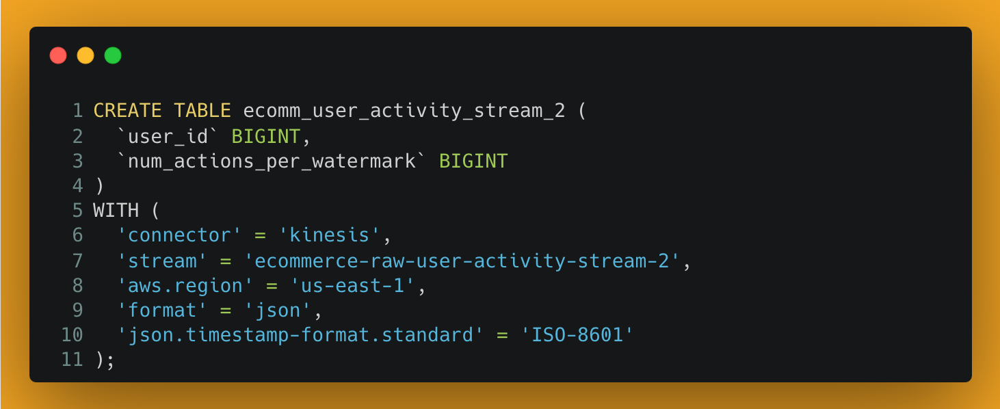 1 CREATE TABLE ecomm_user_activity_stream_2 (
2   `user_id` BIGINT,
3   `num_actions_per_watermark` BIGINT
4 )
5 WITH (
6   'connector' = 'kinesis',
7   'stream' = 'ecommerce-raw-user-activity-stream-2',
8   'aws.region' = 'us-east-1',
9   'format' = 'json',
10   'json.timestamp-format.standard' = 'ISO-8601'
11 );